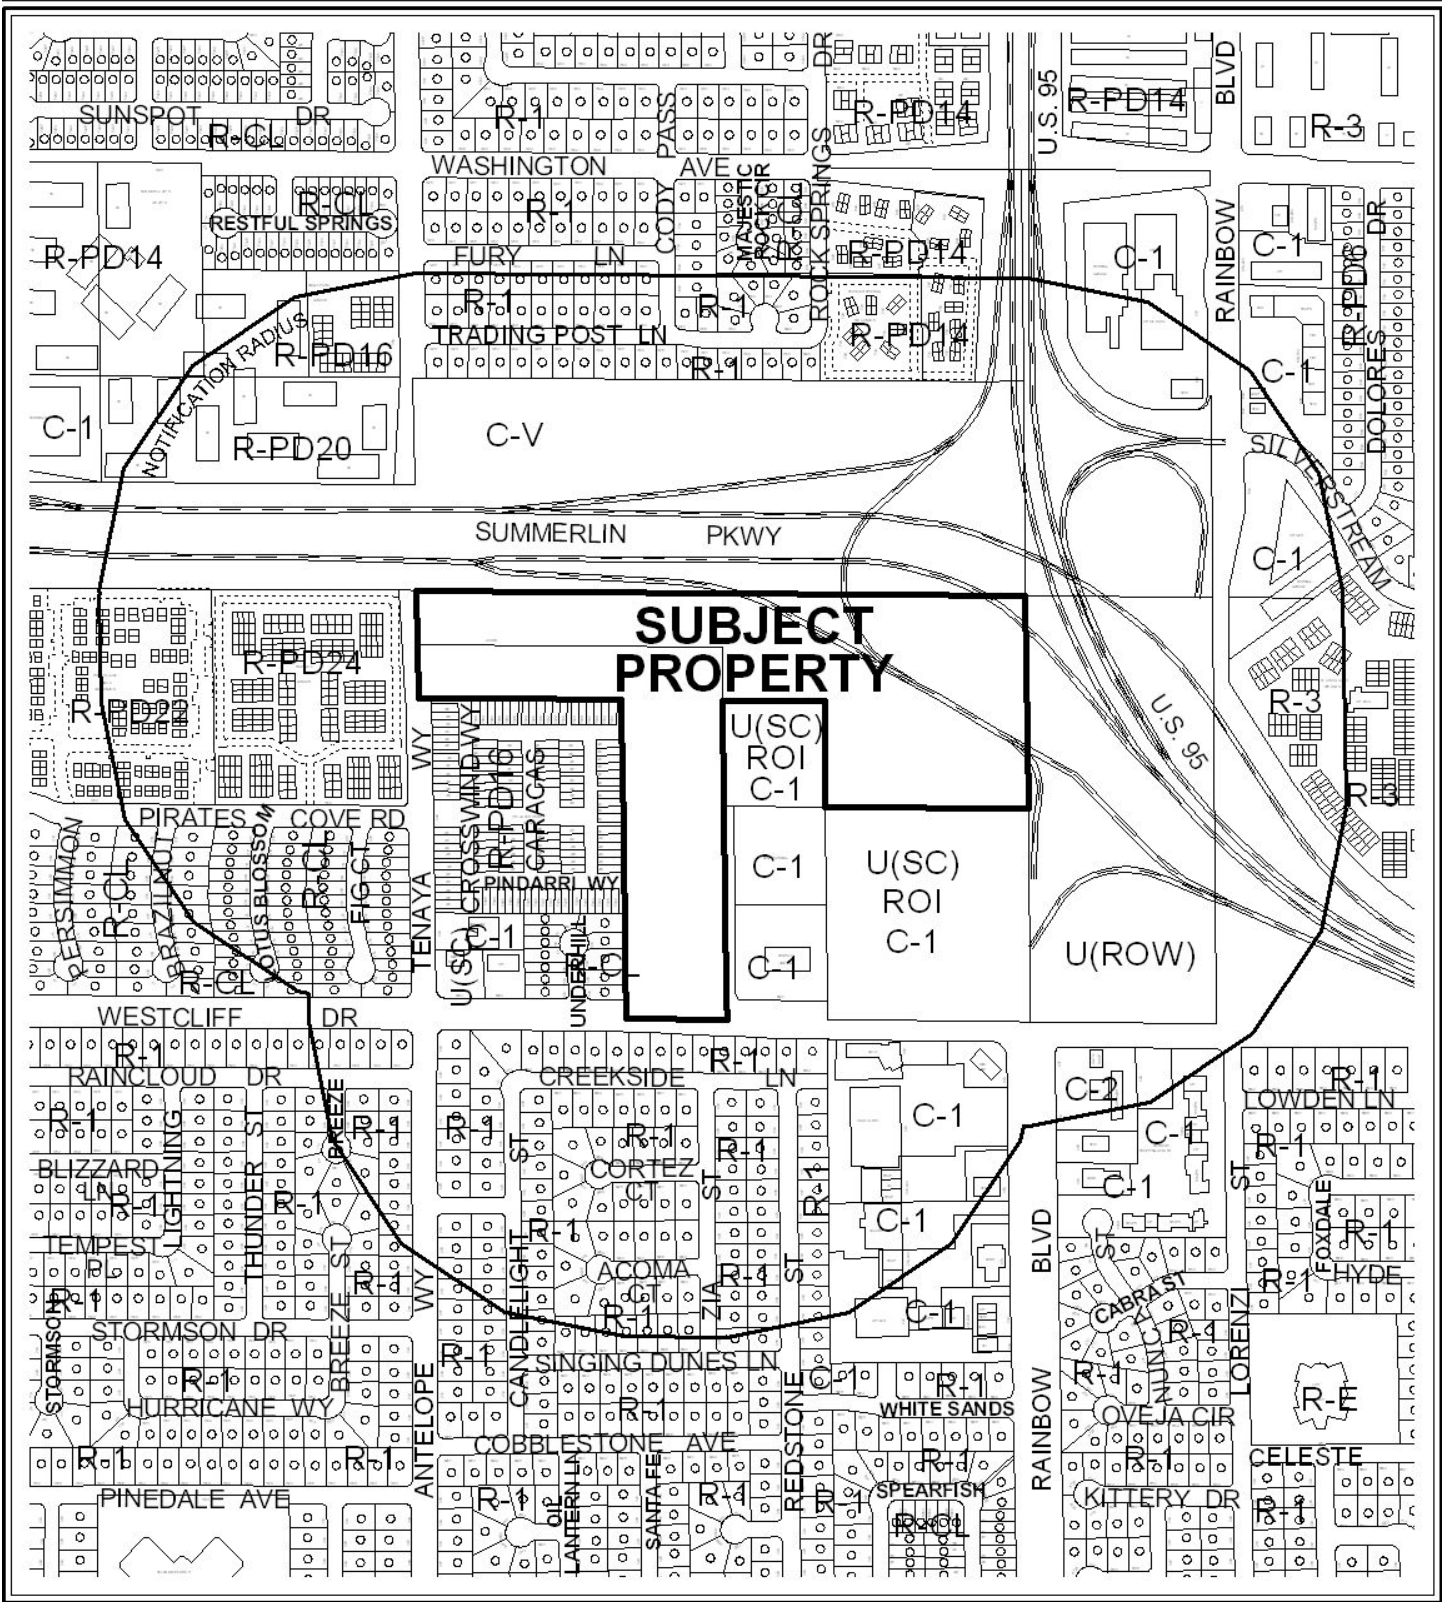 DR
U.S. 95
BLVD
R-PD14
R-PD14
R-3
SUNSPOT DR
R-CL
R-1
PASS
WASHINGTON AVE
R-CL
RESTFUL SPRINGS
R-1
CODY
MAJESTIC
ROCK CIR
R-CL
ROCK SPRINGS
R-PD14
C-1
RAINBOW
C-1
R-PD6
DR
R-PD14
FURY LN
R-1
R-1
TRADING POST LN
R-1
R-PD14
C-1
DOLORES
NOTIFICATION RADIUS
R-PD16
C-1
R-PD20
C-V
SILVERSTREAM
SUMMERLIN PKWY
C-1
SUBJECT
PROPERTY
R-PD24
R-PD22
WY
CROSSWIND WY
R-PD16
CARACAS
U(SC)
ROI
C-1
U.S. 95
R-3
R-3
PIRATES COVE RD
PERSIMMON
R-CL
BRAZILNUT
LOTUS BLOSSOM
R-CL
FIG CT
TENAYA
PINDARRI WY
C-1
U(SC)
ROI
C-1
U(SC)
C-1
UNDERHILL
R-CL
C-1
U(ROW)
R-CL
WESTCLIFF DR
R-1
R-1
RAINCLOUD DR
CREEKSIDE LN
C-2
R-1
LOWDEN LN
R-1
LIGHTNING
THUNDER ST
BREEZE
R-1
R-1
ST
R-1
R-1
C-1
C-1
R-1
BLIZZARD
LN
R-1
R-1
CORTEZ
CT
ST
R-1
C-1
ST
TEMPEST
PL
R-1
C-1
BLVD
ST
FOXDALE
R-1
R-1
R-1
ACOMA
CT
R-1
R-1
ZIA
ST
R-1
HYDE
STORMSON
STORMSON DR
BREEZE ST
WY
CANDLELIGHT
C-1
CABRA ST
NUNCA
R-1
LORENZI
R-1
R-1
SINGING DUNES LN
C-1
R-1
R-1
R-E
HURRICANE WY
R-1
WHITE SANDS
OVEJA CIR
R-1
R-1
ANTELOPE
COBBLESTONE AVE
REDSTONE
R-1
RAINBOW
R-1
CELESTE
PINEDALE AVE
R-1
OIL
LANTERN LN
SANTA FE
R-1
R-1
SPEARFISH
R-CL
KITTERY DR
R-1